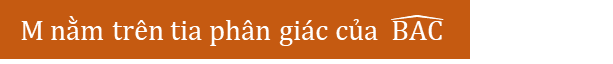 M nằm trên tia phân giác của \widehat{BAC}